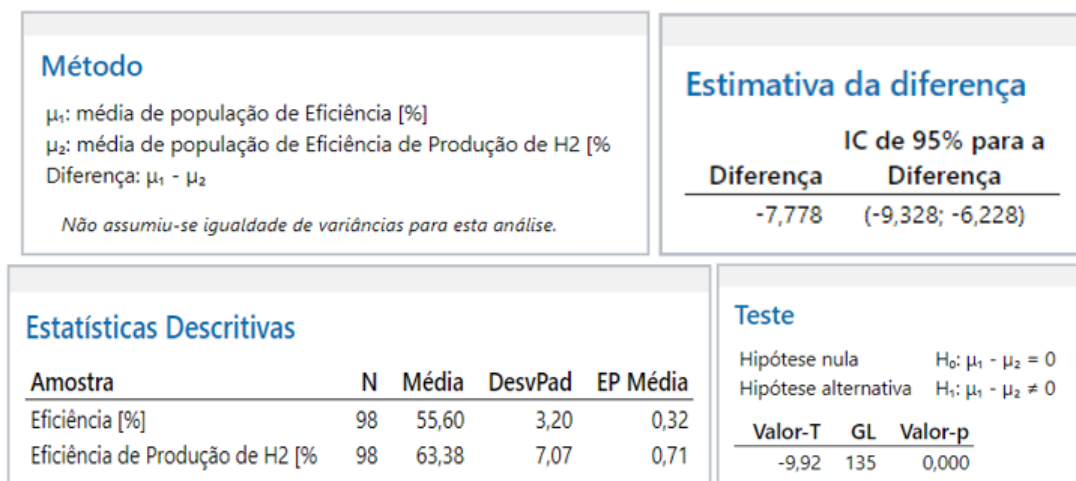 Método
μ₁: média de população de Eficiência [%]
μ₂: média de população de Eficiência de Produção de H2 [%
Diferença: μ₁ - μ₂
Não assumiu-se igualdade de variâncias para esta análise.
Estimativa da diferença
IC de 95% para a
Diferença Diferença
-7,778 (-9,328; -6,228)
Estatísticas Descritivas
Amostra N Média DesvPad EP Média
Eficiência [%] 98 55,60 3,20 0,32
Eficiência de Produção de H2 [% 98 63,38 7,07 0,71
Teste
Hipótese nula H₀: μ₁ - μ₂ = 0
Hipótese alternativa H₁: μ₁ - μ₂ ≠ 0
Valor-T GL Valor-p
-9,92 135 0,000